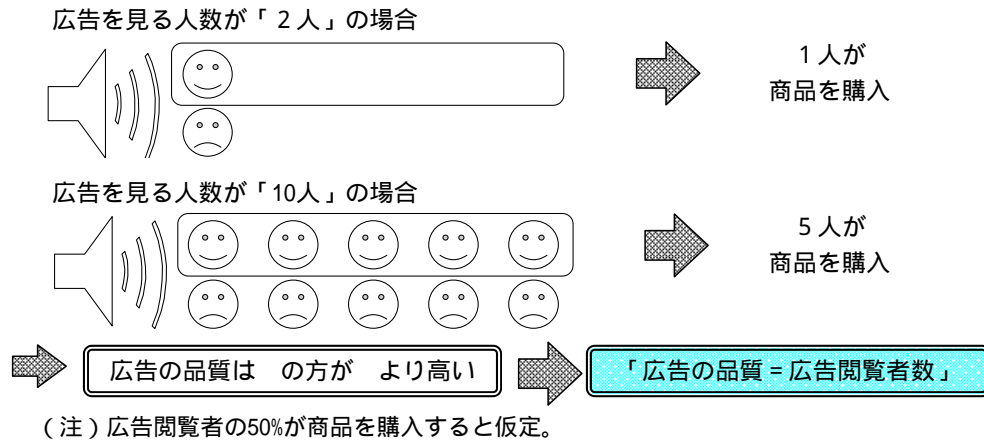 広告を見る人数が「２人」の場合
１人が
商品を購入
広告を見る人数が「10人」の場合
５人が
商品を購入
広告の品質は　の方が　より高い
「広告の品質＝広告閲覧者数」
（注）広告閲覧者の50%が商品を購入すると仮定。